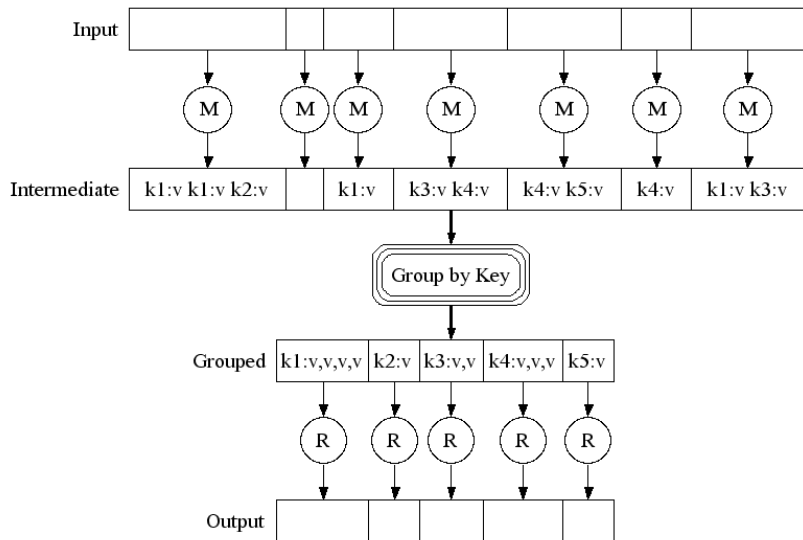 Input
M M M M M M M
Intermediate k1:v k1:v k2:v k1:v k3:v k4:v k4:v k5:v k4:v k1:v k3:v
Group by Key
Grouped k1:v,v,v,v k2:v k3:v,v k4:v,v,v k5:v
R R R R R
Output